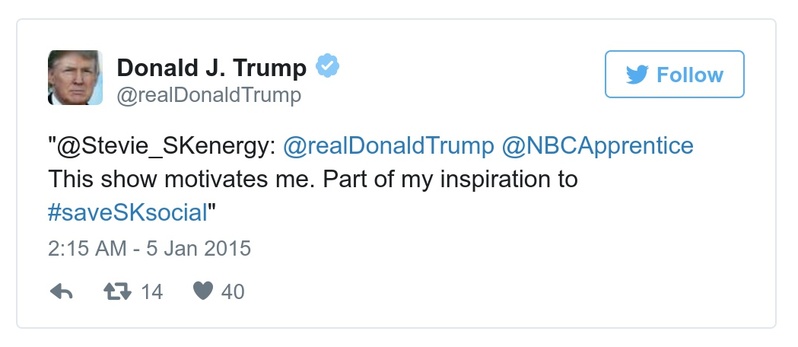 Donald J. Trump
@realDonaldTrump
Follow
"@Stevie_SKenergy: @realDonaldTrump @NBCApprentice
This show motivates me. Part of my inspiration to
#saveSKsocial"
2:15 AM - 5 Jan 2015
14 40